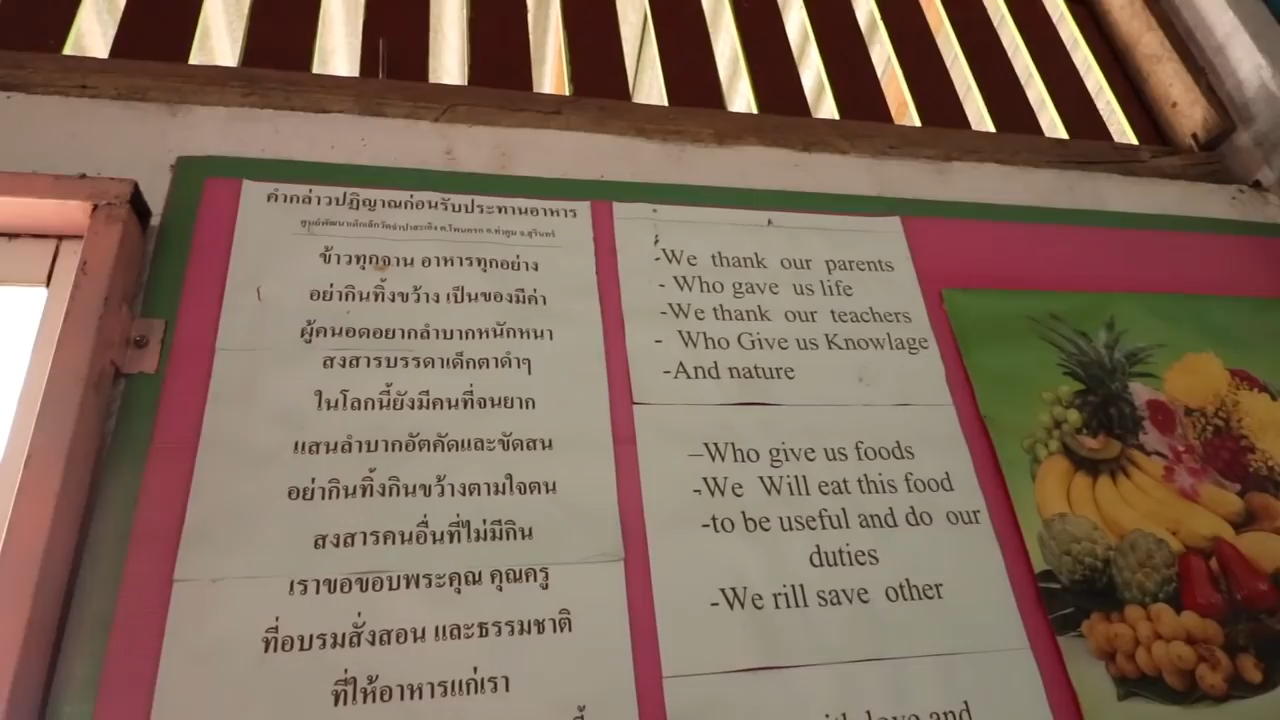 คำกล่าวปฏิญาณก่อนรับประทานอาหาร
ศูนย์พัฒนาเด็กเล็กวัดจำปาสะเอิง ต.โพนครก อ.ท่าตูม จ.สุรินทร์
ข้าวทุกจาน อาหารทุกอย่าง
อย่ากินทิ้งขว้าง เป็นของมีค่า
ผู้คนอดอยากลำบากหนักหนา
สงสารบรรดาเด็กตาดำๆ
ในโลกนี้ยังมีคนที่จนยาก
แสนลำบากอัตคัดและขัดสน
อย่ากินทิ้งกินขว้างตามใจตน
สงสารคนอื่นที่ไม่มีกิน
เราขอขอบพระคุณ คุณครู
ที่อบรมสั่งสอน และธรรมชาติ
ที่ให้อาหารแก่เรา
-We thank our parents
- Who gave us life
-We thank our teachers
- Who Give us Knowlage
-And nature
–Who give us foods
-We Will eat this food
-to be useful and do our
duties
-We rill save other
with love and